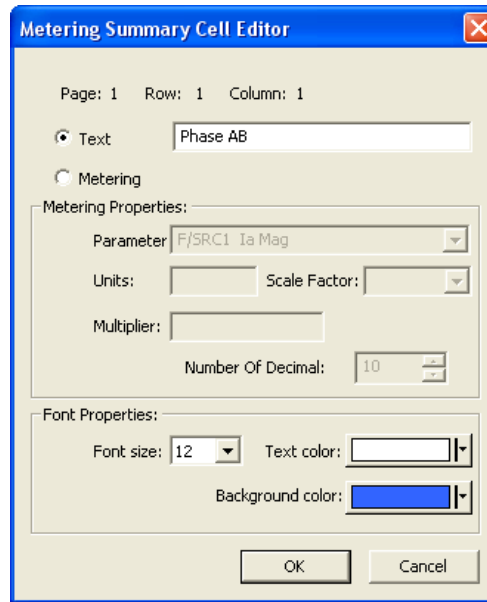 Metering Summary Cell Editor
Page: 1 Row: 1 Column: 1
Text Phase AB
Metering
Metering Properties:
Parameter F/SRC1 Ia Mag
Units: Scale Factor:
Multiplier:
Number Of Decimal: 10
Font Properties:
Font size: 12 Text color:
Background color:
OK Cancel